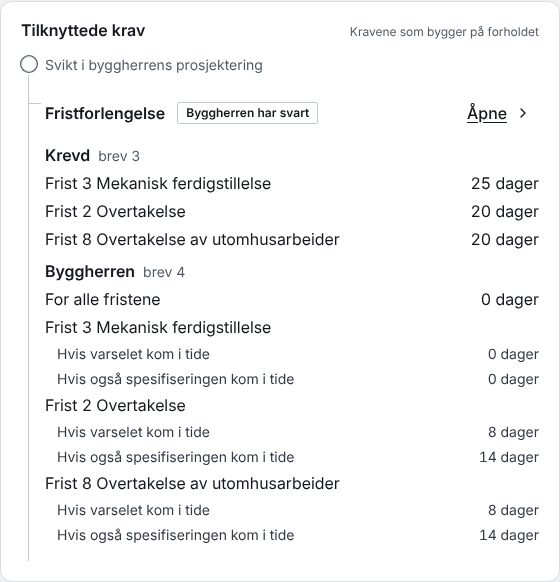 Tilknyttede krav
Kravene som bygger på forholdet
Svikt i byggherrens prosjektering
Fristforlengelse Byggherren har svart Åpne
Krevd brev 3
Frist 3 Mekanisk ferdigstillelse 25 dager
Frist 2 Overtakelse 20 dager
Frist 8 Overtakelse av utomhusarbeider 20 dager
Byggherren brev 4
For alle fristene 0 dager
Frist 3 Mekanisk ferdigstillelse
Hvis varselet kom i tide 0 dager
Hvis også spesifiseringen kom i tide 0 dager
Frist 2 Overtakelse
Hvis varselet kom i tide 8 dager
Hvis også spesifiseringen kom i tide 14 dager
Frist 8 Overtakelse av utomhusarbeider
Hvis varselet kom i tide 8 dager
Hvis også spesifiseringen kom i tide 14 dager